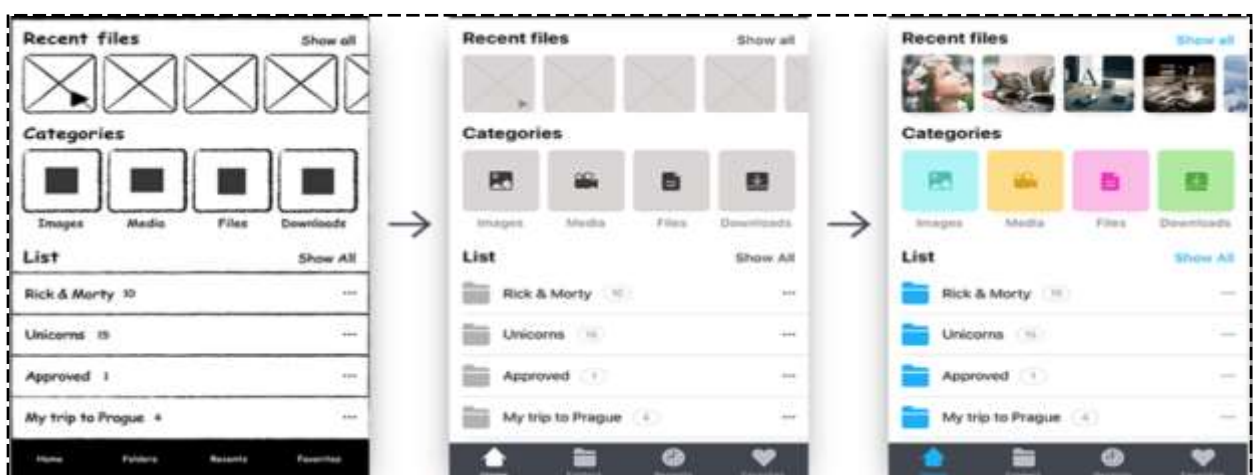 Recent files Show all
Categories
Images Media Files Downloads
List Show All
Rick & Morty 10
Unicorns 15
Approved 1
My trip to Prague 4
Home Folders Recents Favorites
Recent files Show all
Categories
Images Media Files Downloads
List Show All
Rick & Morty 10
Unicorns
Approved 1
My trip to Prague 4
Recent files Show all
Categories
Images Media Files Downloads
List Show All
Rick & Morty 10
Unicorns
Approved 1
My trip to Prague 4